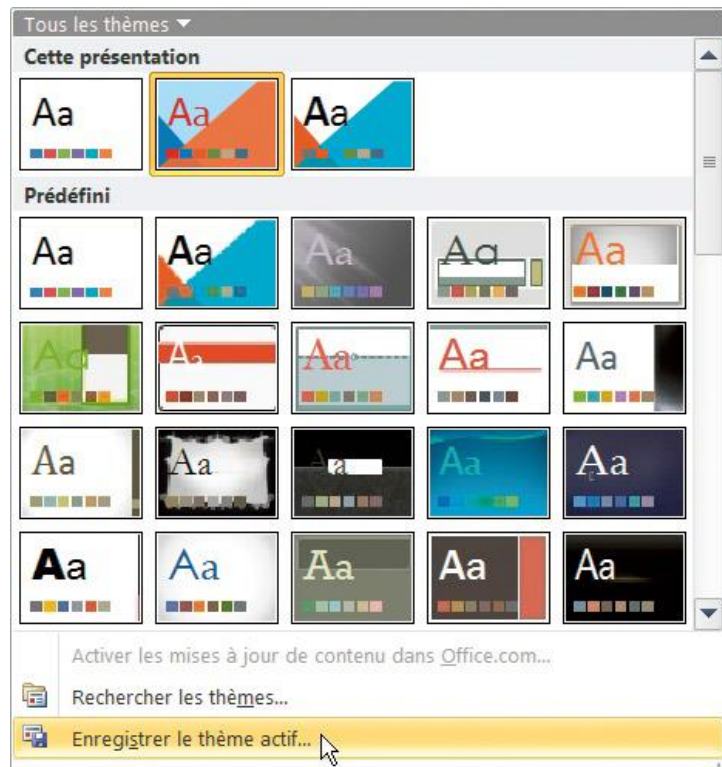 Tous les thèmes
Cette présentation
Aa Aa Aa
Prédéfini
Aa Aa Aa Aa Aa
Aa Aa Aa Aa Aa
Aa Aa Aa Aa Aa
Aa Aa Aa Aa Aa
Activer les mises à jour de contenu dans Office.com...
Rechercher les thèmes...
Enregistrer le thème actif...